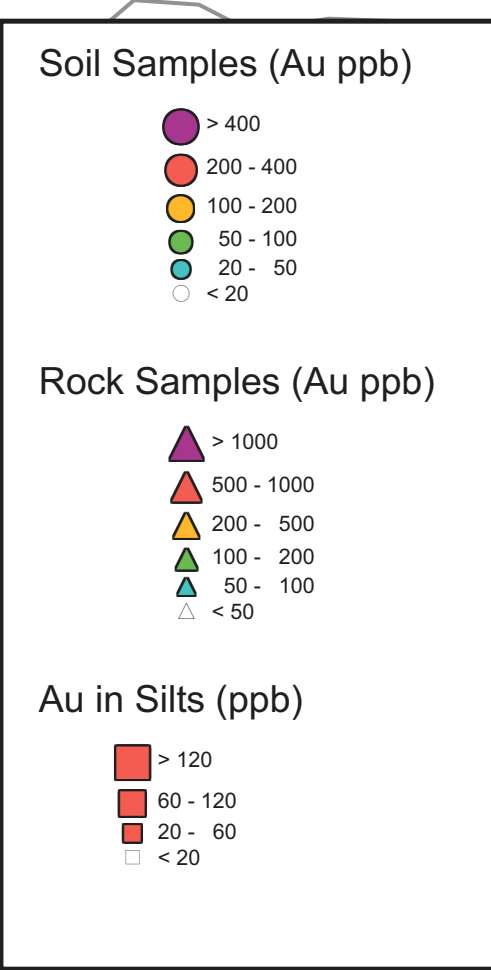 Soil Samples (Au ppb)
> 400
200 - 400
100 - 200
50 - 100
20 - 50
< 20
Rock Samples (Au ppb)
> 1000
500 - 1000
200 - 500
100 - 200
50 - 100
< 50
Au in Silts (ppb)
> 120
60 - 120
20 - 60
< 20